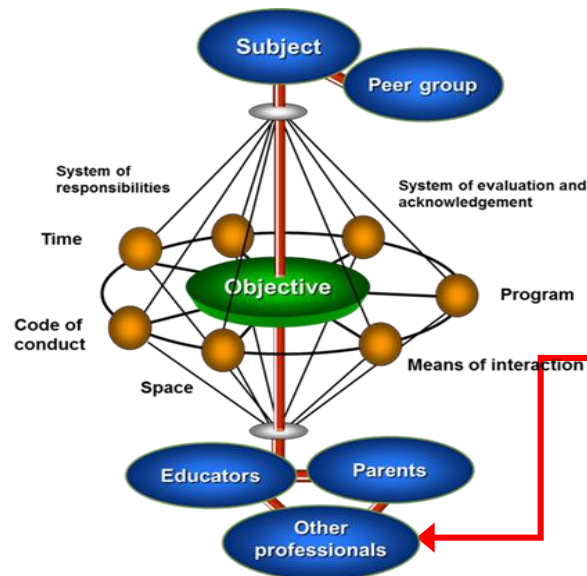 Subject
Peer group
System of
responsibilities
System of evaluation and
acknowledgement
Time
Objective
Program
Code of
conduct
Space
Means of interaction
Educators
Parents
Other
professionals